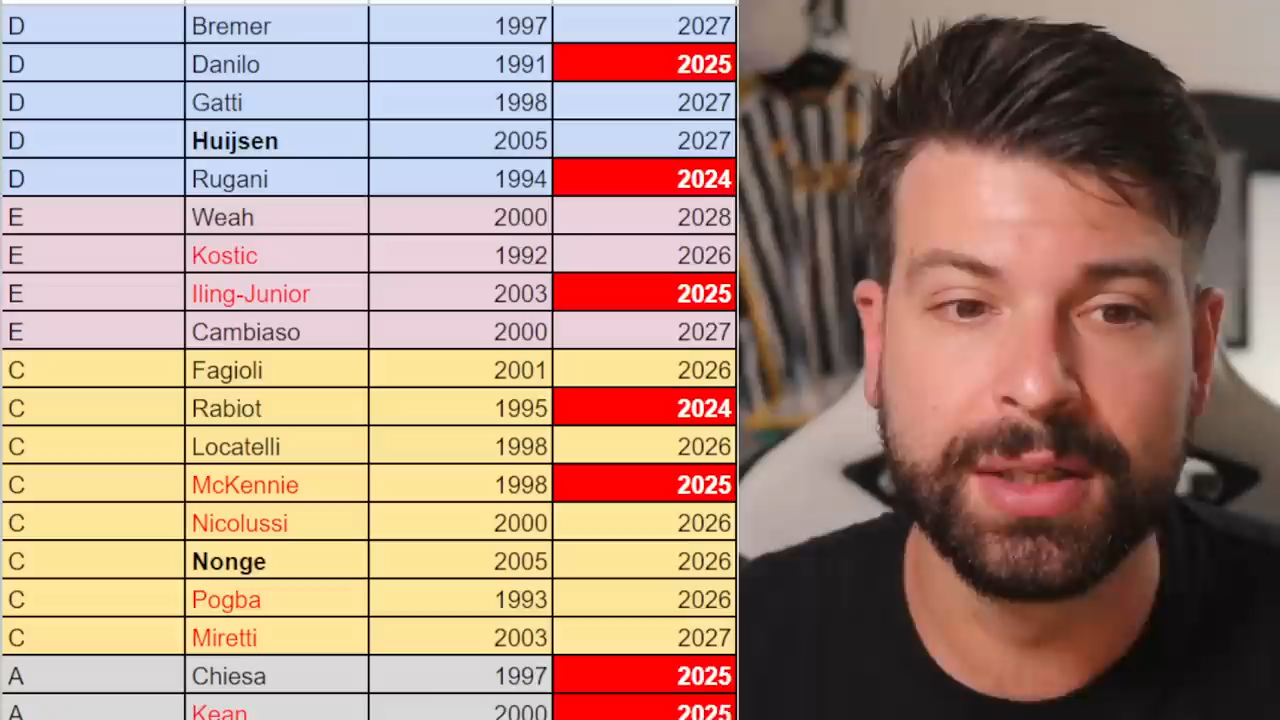 D Bremer 1997 2027
D Danilo 1991 2025
D Gatti 1998 2027
D Huijsen 2005 2027
D Rugani 1994 2024
E Weah 2000 2028
E Kostic 1992 2026
E Iling-Junior 2003 2025
E Cambiaso 2000 2027
C Fagioli 2001 2026
C Rabiot 1995 2024
C Locatelli 1998 2026
C McKennie 1998 2025
C Nicolussi 2000 2026
C Nonge 2005 2026
C Pogba 1993 2026
C Miretti 2003 2027
A Chiesa 1997 2025
A Kean 2000 2025